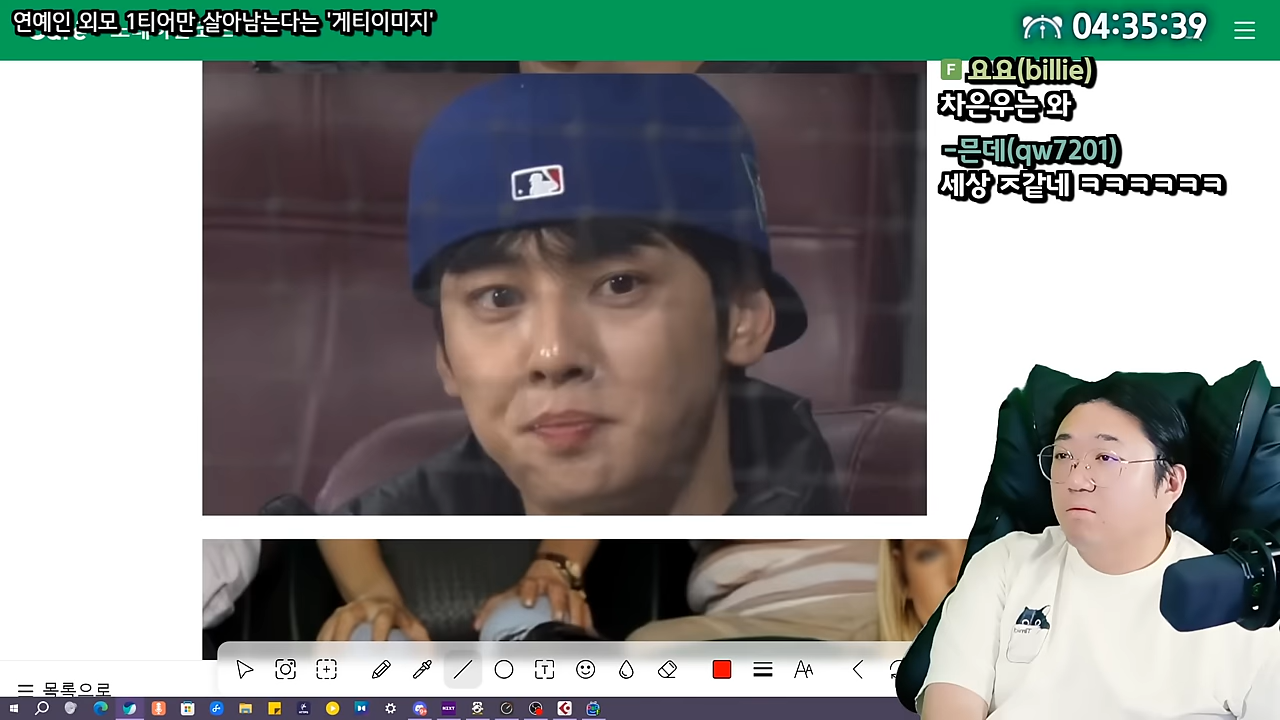 연예인 외모 1티어만 살아남는다는 '게티이미지'
04:35:39
F 요요(billie)
차은우는 와
-믄데(qw7201)
세상 ㅈ같네 ㅋㅋㅋㅋㅋㅋ
목록으로